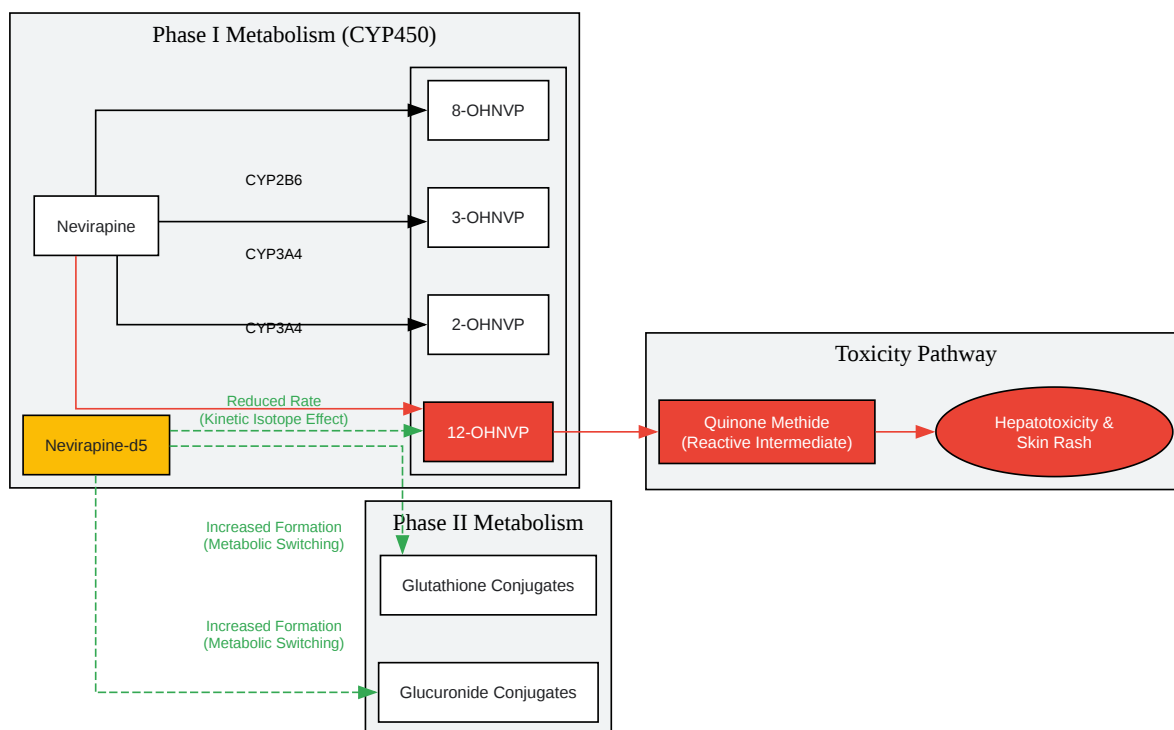 Phase I Metabolism (CYP450)
8-OHNVP
CYP2B6
3-OHNVP
Nevirapine
CYP3A4
2-OHNVP
CYP3A4
Reduced Rate
(Kinetic Isotope Effect)
12-OHNVP
Nevirapine-d5
Toxicity Pathway
Quinone Methide
(Reactive Intermediate)
Hepatotoxicity &
Skin Rash
Phase II Metabolism
Increased Formation
(Metabolic Switching)
Glutathione Conjugates
Increased Formation
(Metabolic Switching)
Glucuronide Conjugates